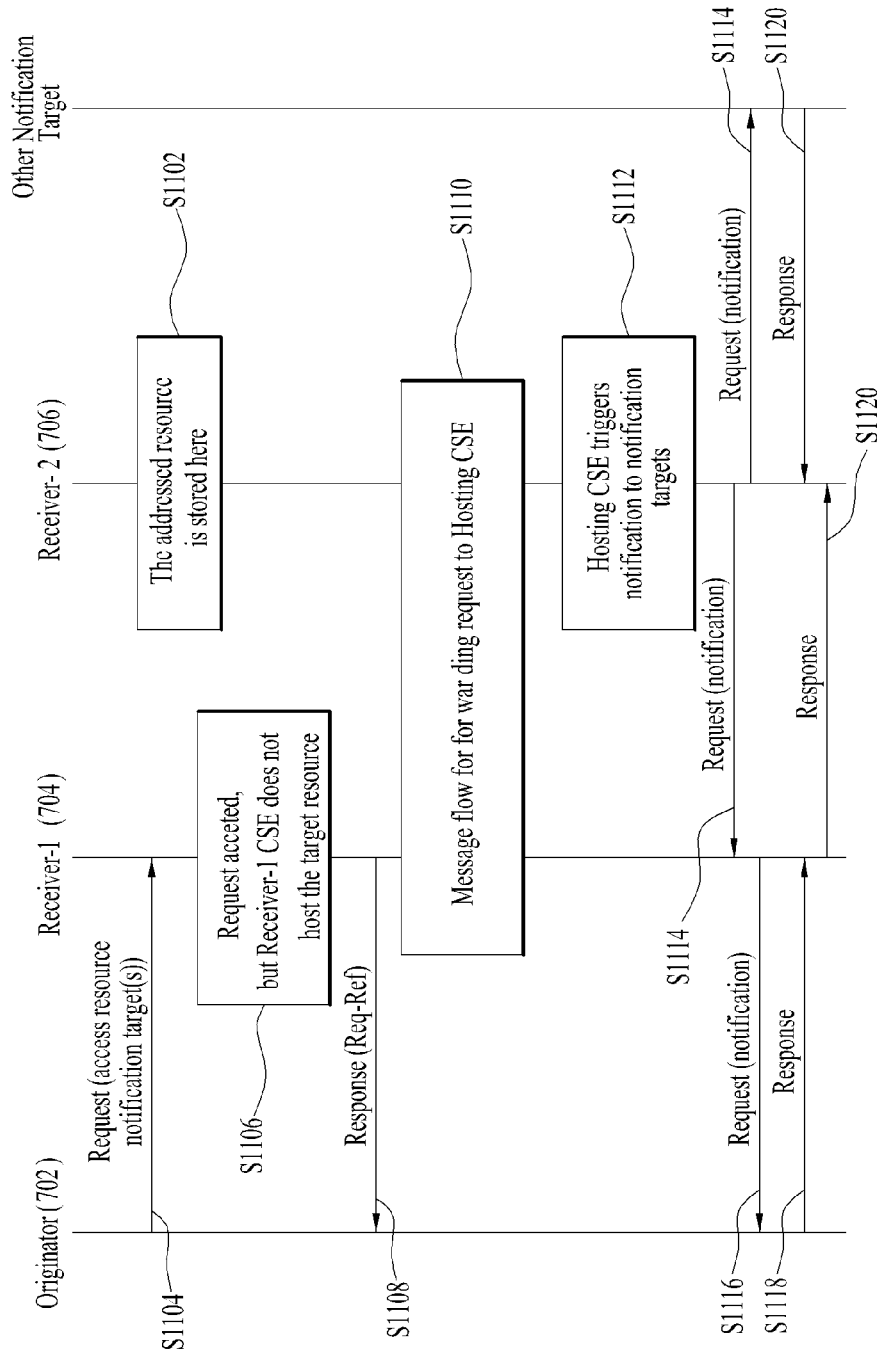 Originator (702)
Receiver-1 (704)
Receiver- 2 (706)
Other Notification
Target
Request (access resource
notification target(s))
S1104
The addressed resource
is stored here
S1102
Request acceted,
but Receiver-1 CSE does not
host the target resource
S1106
Response (Req-Ref)
S1108
Message flow for for war ding request to Hosting CSE
S1110
Hosting CSE triggers
notification to notification
targets
S1112
Request (notification)
S1114
Request (notification)
S1114
Request (notification)
S1116
Response
S1118
Response
S1120
Response
S1120